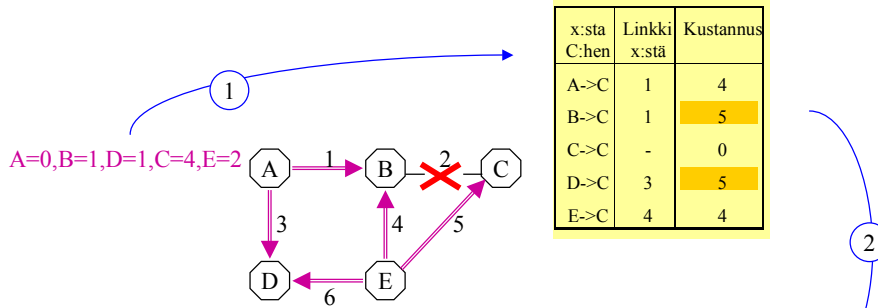 x:sta Linkki Kustannus
C:hen x:stä
A->C 1 4
B->C 1 5
C->C - 0
D->C 3 5
E->C 4 4
1
A=0,B=1,D=1,C=4,E=2
A 1 B 2 C
3 4 5
D 6 E
2